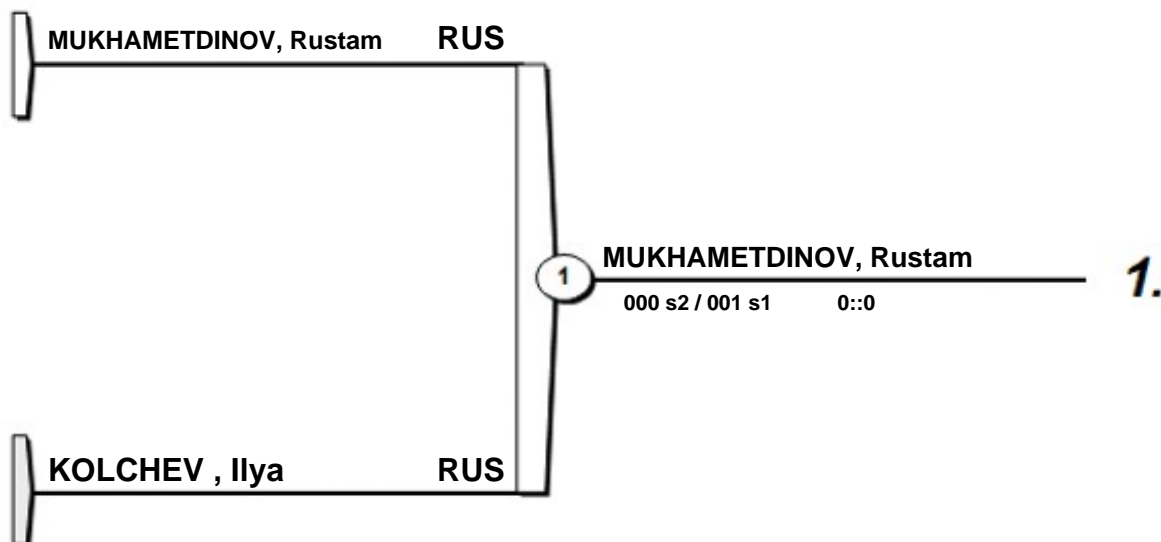 MUKHAMETDINOV, Rustam RUS
1 MUKHAMETDINOV, Rustam 1.
000 s2 / 001 s1 0::0
KOLCHEV , Ilya RUS